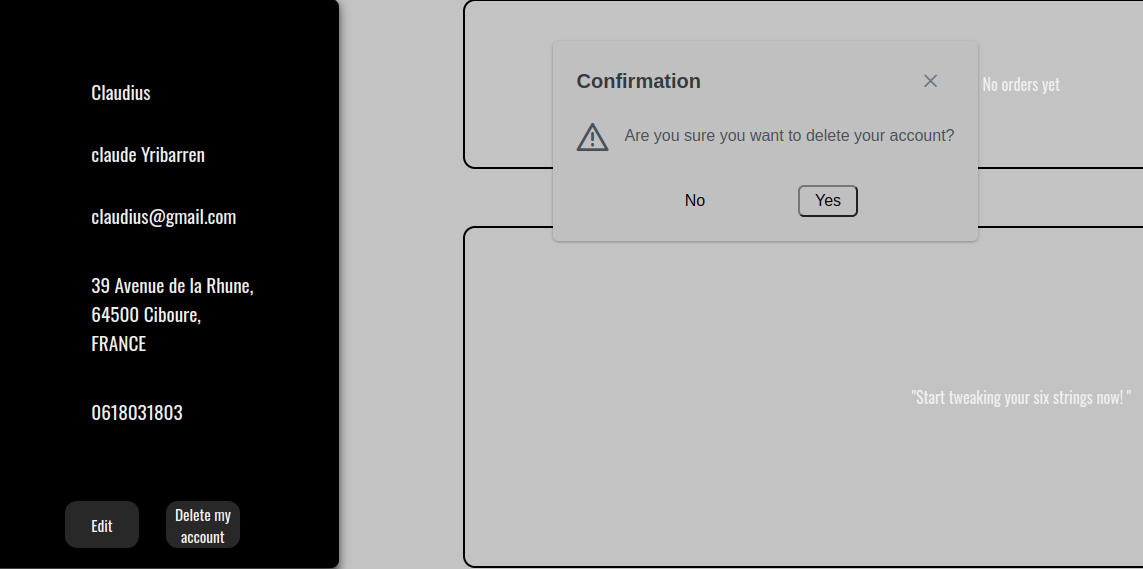 Claudius
claude Yribarren
claudius@gmail.com
39 Avenue de la Rhune,
64500 Ciboure,
FRANCE
0618031803
Edit
Delete my
account
Confirmation
Are you sure you want to delete your account?
No
Yes
No orders yet
"Start tweaking your six strings now! "